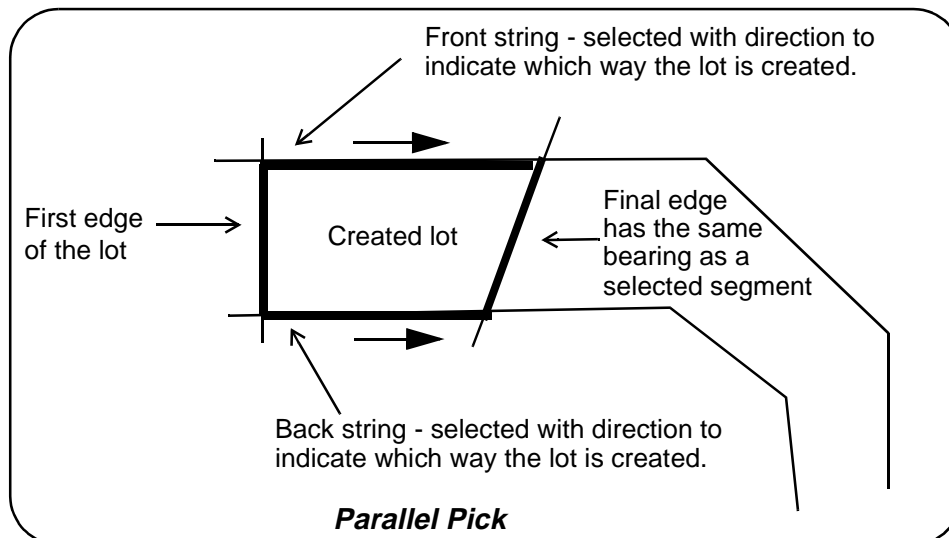 Front string - selected with direction to
indicate which way the lot is created.
First edge
of the lot
Created lot
Final edge
has the same
bearing as a
selected segment
Back string - selected with direction to
indicate which way the lot is created.
Parallel Pick